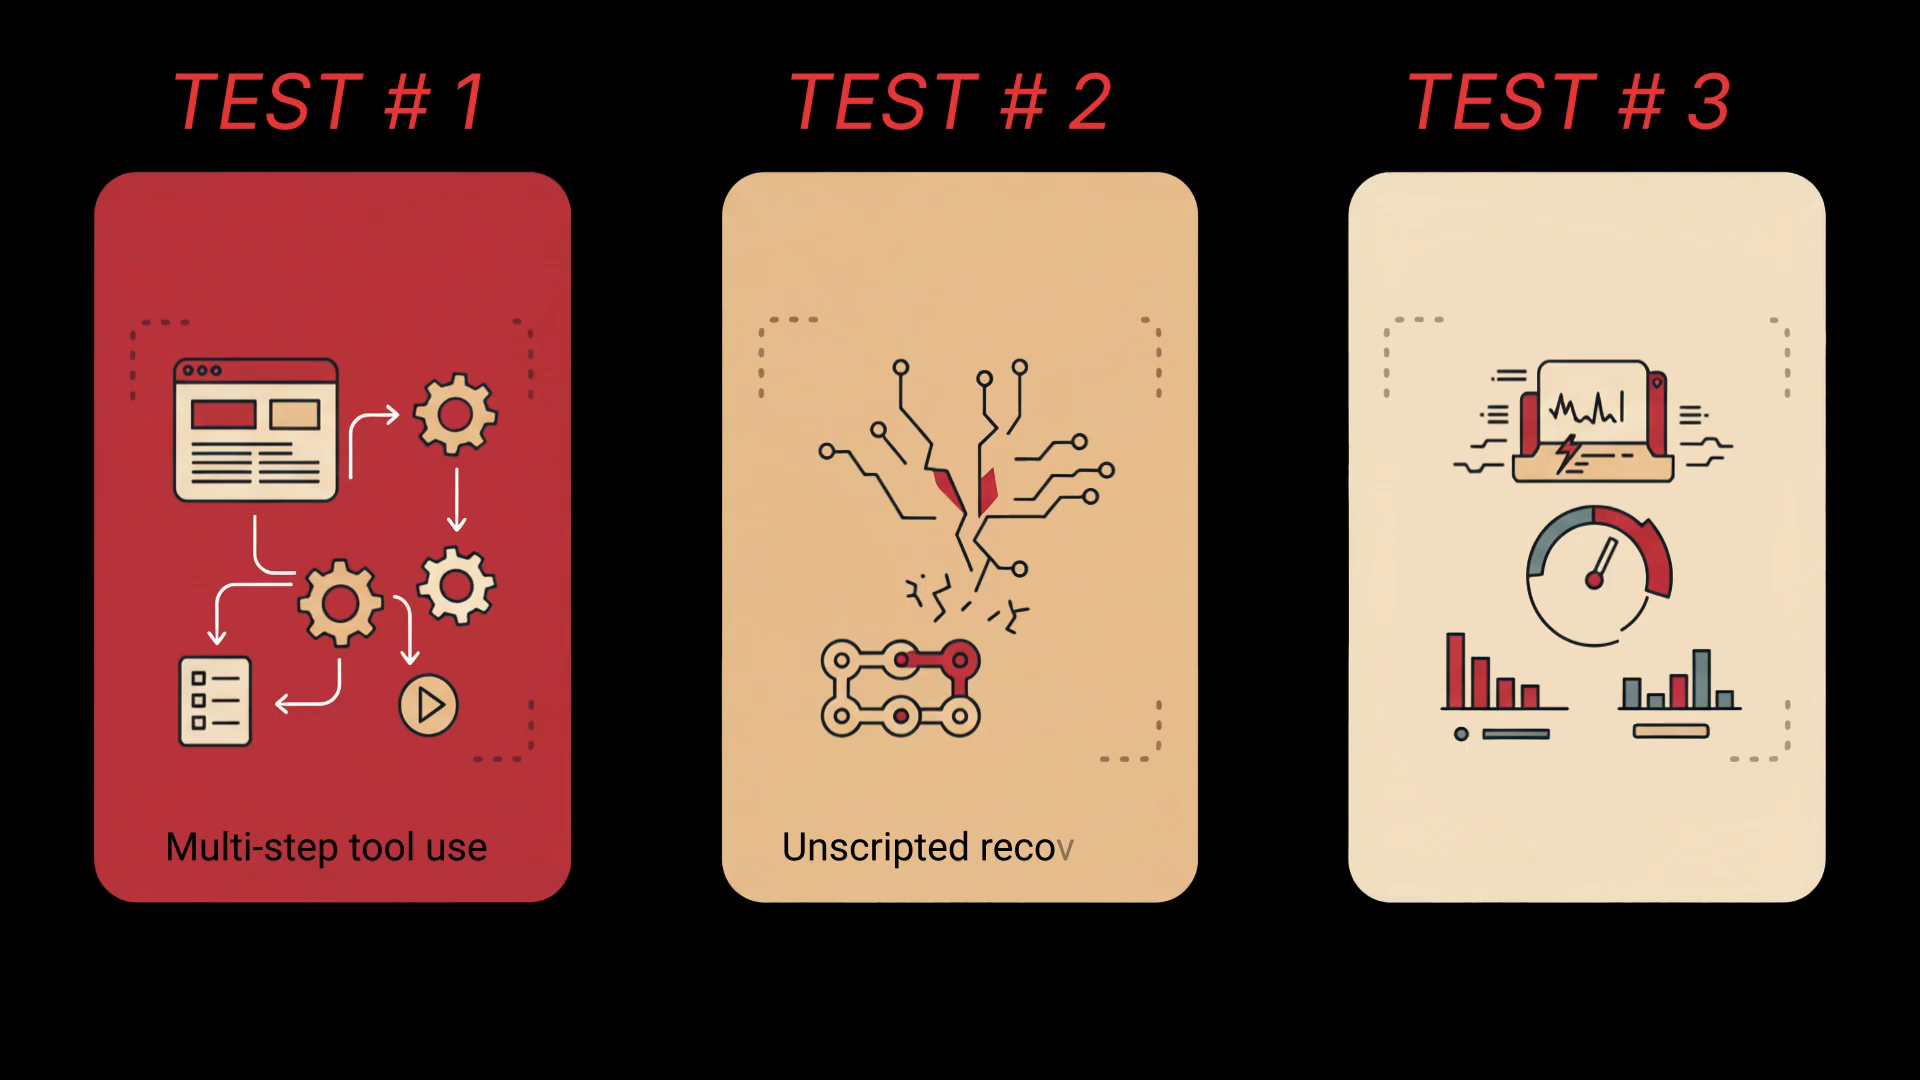 TEST # 1
TEST # 2
TEST # 3
Multi-step tool use
Unscripted recov